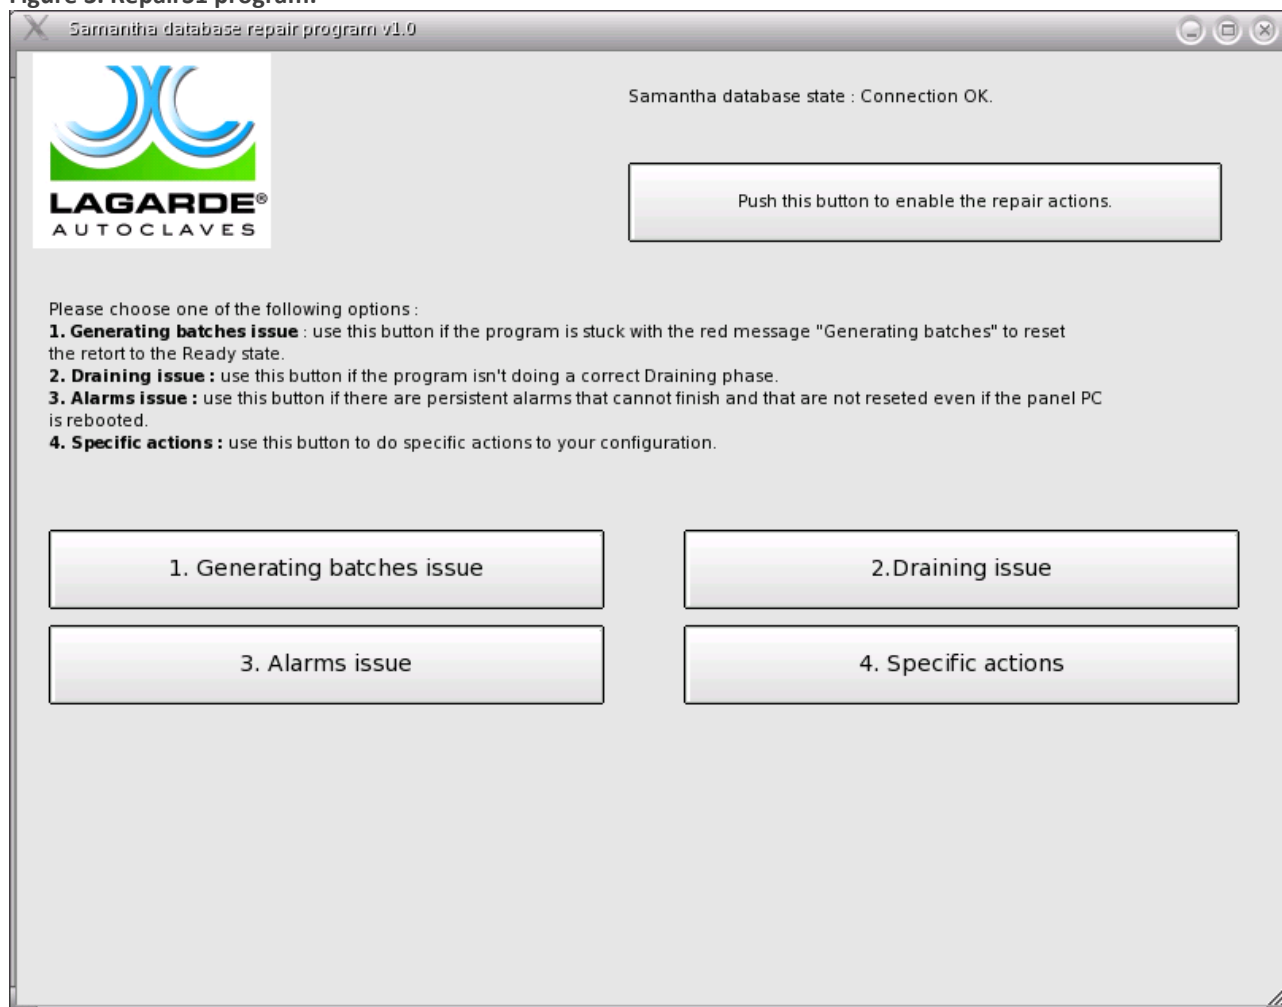 Figure 3. Repair31 program.
Samantha database repair program v1.0
LAGARDE®
AUTOCLAVES
Samantha database state : Connection OK.
Push this button to enable the repair actions.
Please choose one of the following options :
1. Generating batches issue : use this button if the program is stuck with the red message "Generating batches" to reset
the retort to the Ready state.
2. Draining issue : use this button if the program isn't doing a correct Draining phase.
3. Alarms issue : use this button if there are persistent alarms that cannot finish and that are not reseted even if the panel PC
is rebooted.
4. Specific actions : use this button to do specific actions to your configuration.
1. Generating batches issue
2.Draining issue
3. Alarms issue
4. Specific actions